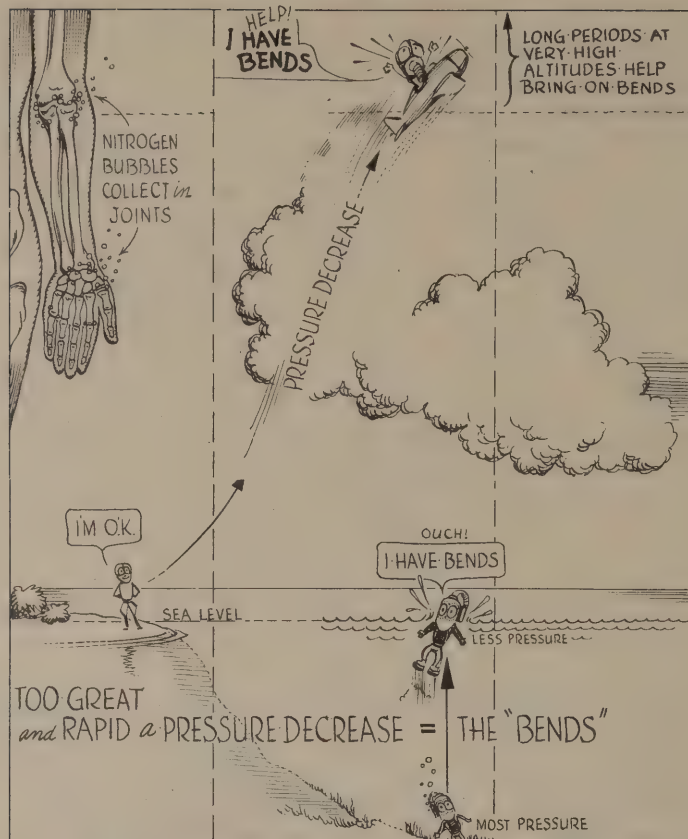 HELP!
I HAVE
BENDS
LONG PERIODS AT
VERY HIGH
ALTITUDES HELP
BRING ON BENDS
NITROGEN
BUBBLES
COLLECT in
JOINTS
PRESSURE DECREASE
I'M O.K.
OUCH!
I HAVE BENDS
SEA LEVEL
LESS PRESSURE
TOO GREAT
and RAPID a PRESSURE DECREASE = THE "BENDS"
MOST PRESSURE